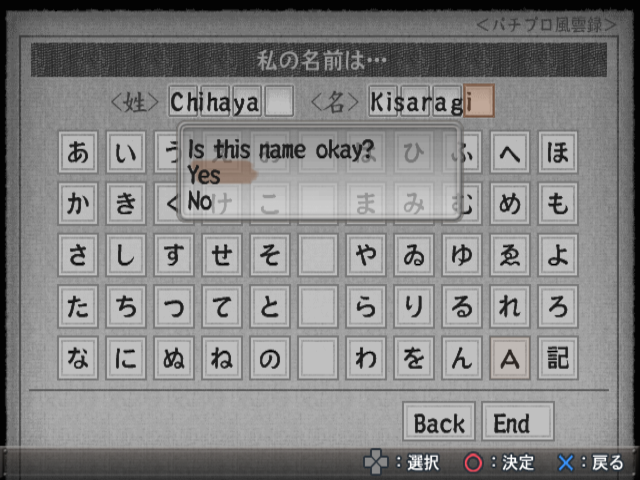 <パチプロ風雲録>
私の名前は…
<姓> Chihaya <名> Kisaragi
Is this name okay?
Yes
No
あ い う ひ ふ へ ほ
か き く け こ ま み む め も
さ し す せ そ や ゐ ゆ ゑ よ
た ち つ て と ら り る れ ろ
な に ぬ ね の わ を ん A 記
Back End
:選択 :決定 :戻る